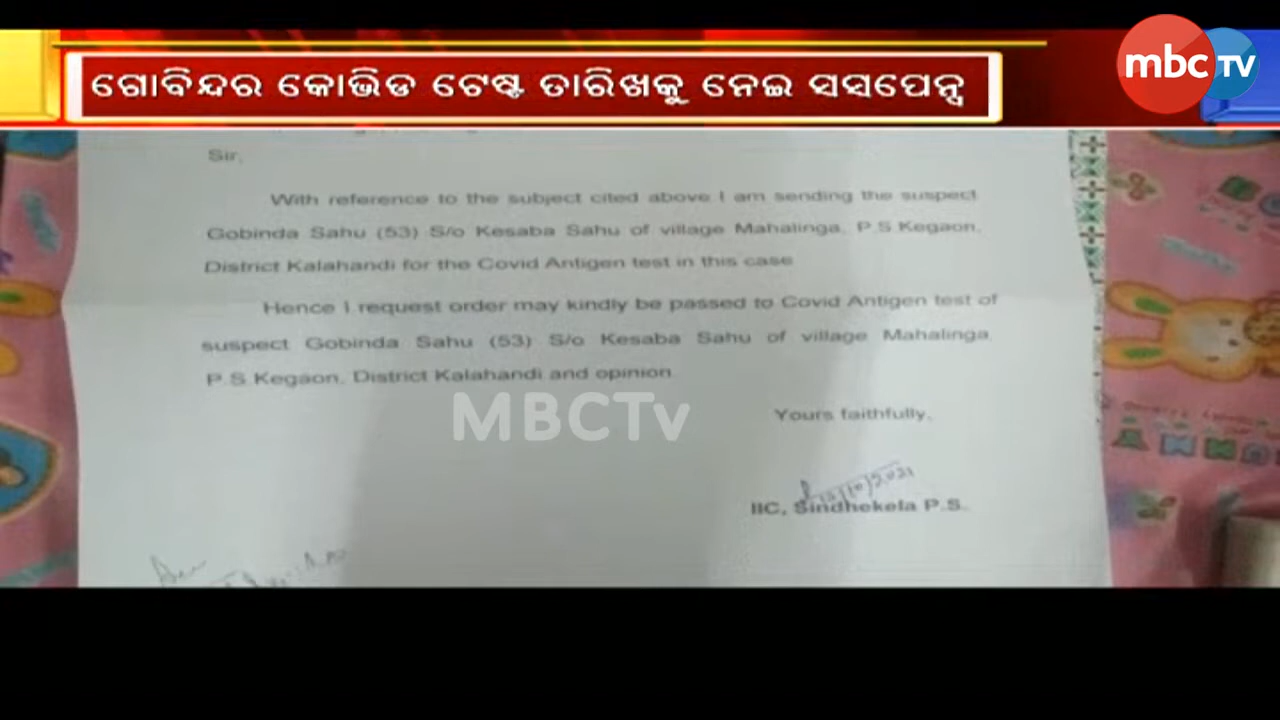 ଗୋବିନ୍ଦର କୋଭିଡ ଟେଷ୍ଟ ତାରିଖକୁ ନେଇ ସସପେନ୍ସ
mbc TV
Sir,
With reference to the subject cited above I am sending the suspect
Gobinda Sahu (53) S/o Kesaba Sahu of village Mahalinga, P.S.Kegaon,
District Kalahandi for the Covid Antigen test in this case
Hence I request order may kindly be passed to Covid Antigen test of
suspect Gobinda Sahu (53) S/o Kesaba Sahu of village Mahalinga
P.S.Kegaon, District Kalahandi and opinion
MBCTv
Yours faithfully,
IIC, Sindhekela P.S.